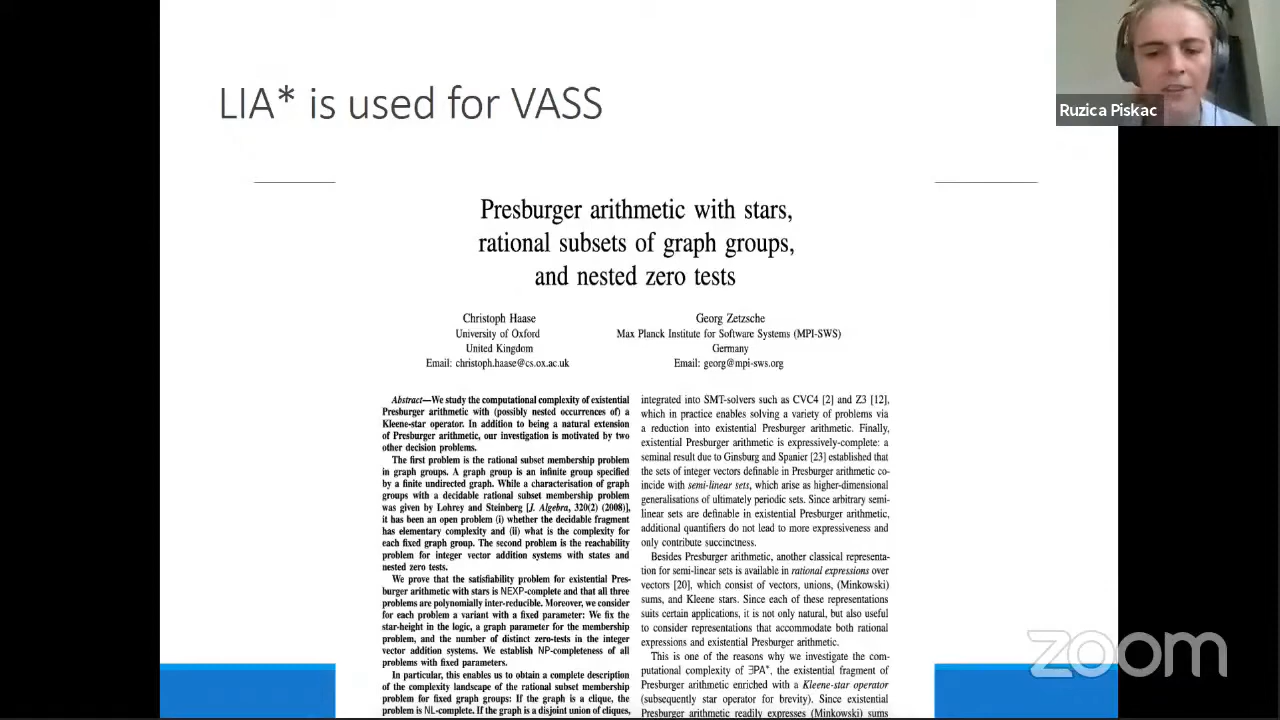 LIA* is used for VASS
Ruzica Piskac
Presburger arithmetic with stars,
rational subsets of graph groups,
and nested zero tests
Christoph Haase
University of Oxford
United Kingdom
Email: christoph.haase@cs.ox.ac.uk
Georg Zetzsche
Max Planck Institute for Software Systems (MPI-SWS)
Germany
Email: georg@mpi-sws.org
Abstract—We study the computational complexity of existential
Presburger arithmetic with (possibly nested occurrences of) a
Kleene-star operator. In addition to being a natural extension
of Presburger arithmetic, our investigation is motivated by two
other decision problems.
The first problem is the rational subset membership problem
in graph groups. A graph group is an infinite group specified
by a finite undirected graph. While a characterisation of graph
groups with a decidable rational subset membership problem
was given by Lohrey and Steinberg [J. Algebra, 320(2) (2008)],
it has been an open problem (i) whether the decidable fragment
has elementary complexity and (ii) what is the complexity for
each fixed graph group. The second problem is the reachability
problem for integer vector addition systems with states and
nested zero tests.
We prove that the satisfiability problem for existential Pres-
burger arithmetic with stars is NEXP-complete and that all three
problems are polynomially inter-reducible. Moreover, we consider
for each problem a variant with a fixed parameter: We fix the
star-height in the logic, a graph parameter for the membership
problem, and the number of distinct zero-tests in the integer
vector addition systems. We establish NP-completeness of all
problems with fixed parameters.
In particular, this enables us to obtain a complete description
of the complexity landscape of the rational subset membership
problem for fixed graph groups: If the graph is a clique, the
problem is NL-complete. If the graph is a disjoint union of cliques,
integrated into SMT-solvers such as CVC4 [2] and Z3 [12],
which in practice enables solving a variety of problems via
a reduction into existential Presburger arithmetic. Finally,
existential Presburger arithmetic is expressively-complete: a
seminal result due to Ginsburg and Spanier [23] established that
the sets of integer vectors definable in Presburger arithmetic co-
incide with semi-linear sets, which arise as higher-dimensional
generalisations of ultimately periodic sets. Since arbitrary semi-
linear sets are definable in existential Presburger arithmetic,
additional quantifiers do not lead to more expressiveness and
only contribute succinctness.
Besides Presburger arithmetic, another classical representa-
tion for semi-linear sets is available in rational expressions over
vectors [20], which consist of vectors, unions, (Minkowski)
sums, and Kleene stars. Since each of these representations
suits certain applications, it is not only natural, but also useful
to consider representations that accommodate both rational
expressions and existential Presburger arithmetic.
This is one of the reasons why we investigate the com-
putational complexity of ∃PA*, the existential fragment of
Presburger arithmetic enriched with a Kleene-star operator
(subsequently star operator for brevity). Since existential
Presburger arithmetic readily expresses (Minkowski) sums
zoom